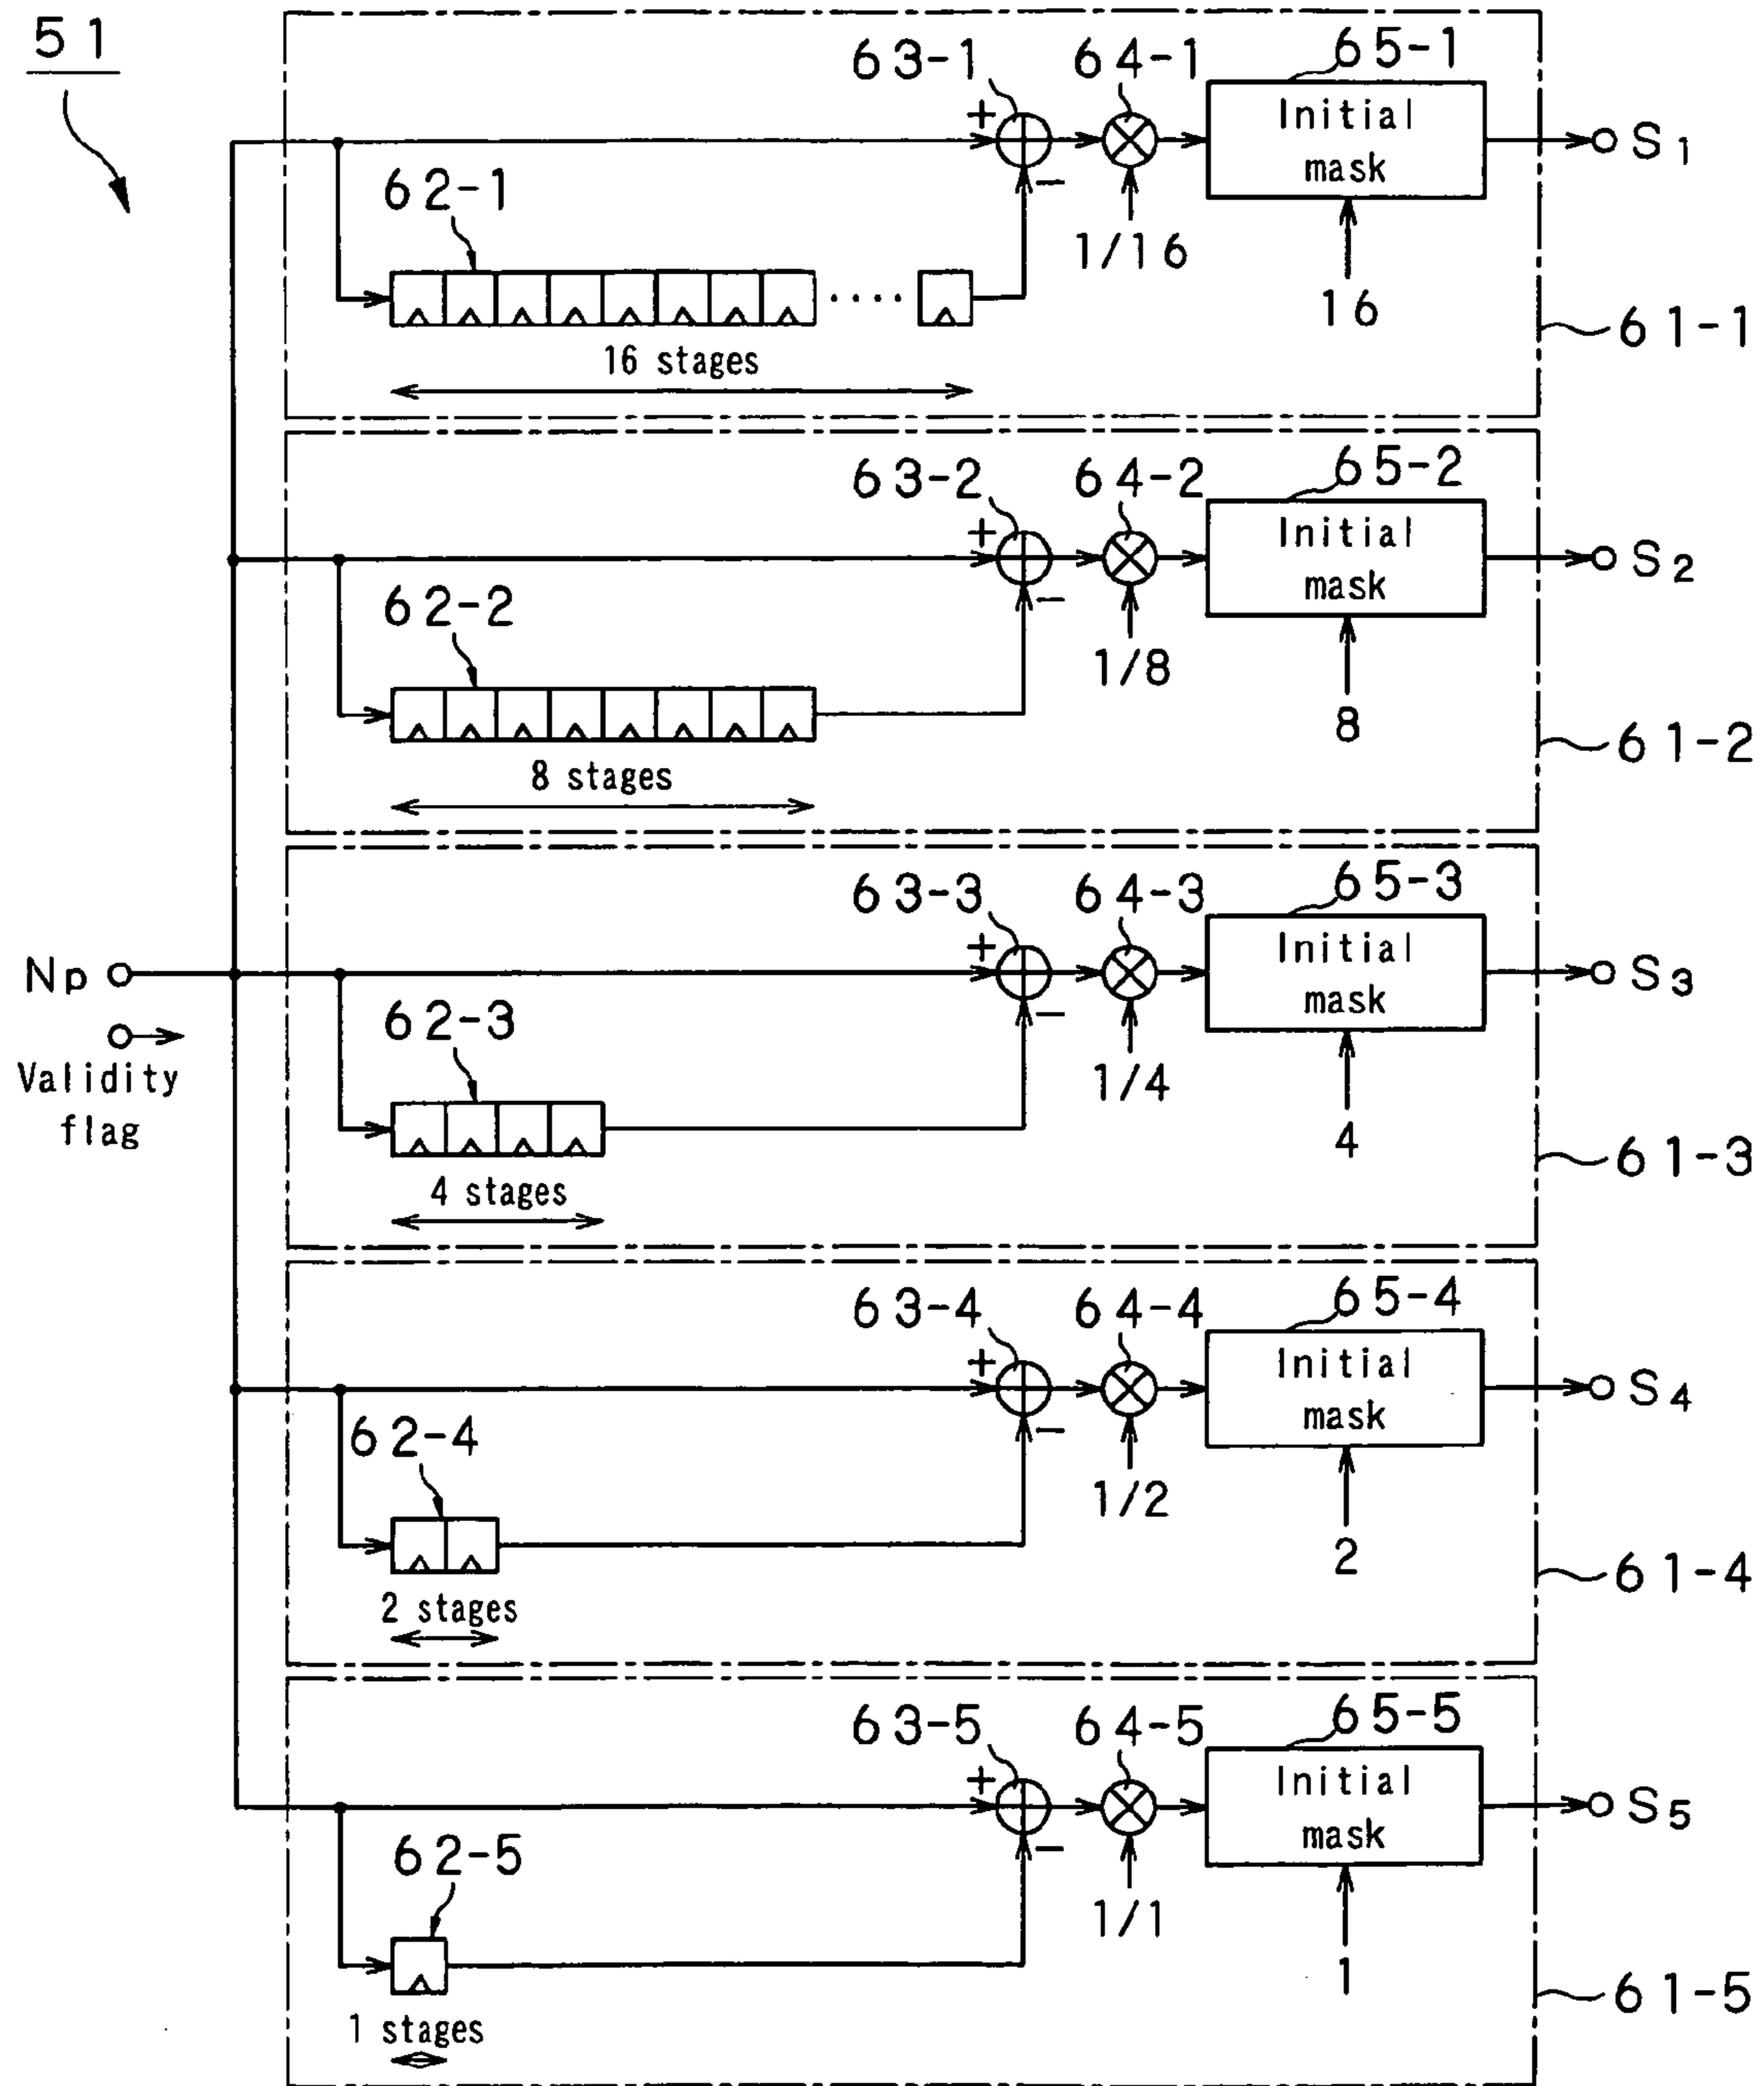 51
63-1
64-1
65-1
+
Initial
mask
S1
62-1
−
1/16
16
61-1
16 stages
63-2
64-2
65-2
+
Initial
mask
S2
62-2
−
1/8
8
61-2
8 stages
63-3
64-3
65-3
+
Initial
mask
S3
Np
Validity
flag
62-3
−
1/4
4
61-3
4 stages
63-4
64-4
65-4
+
Initial
mask
S4
62-4
−
1/2
2
61-4
2 stages
63-5
64-5
65-5
+
Initial
mask
S5
62-5
−
1/1
1
61-5
1 stages